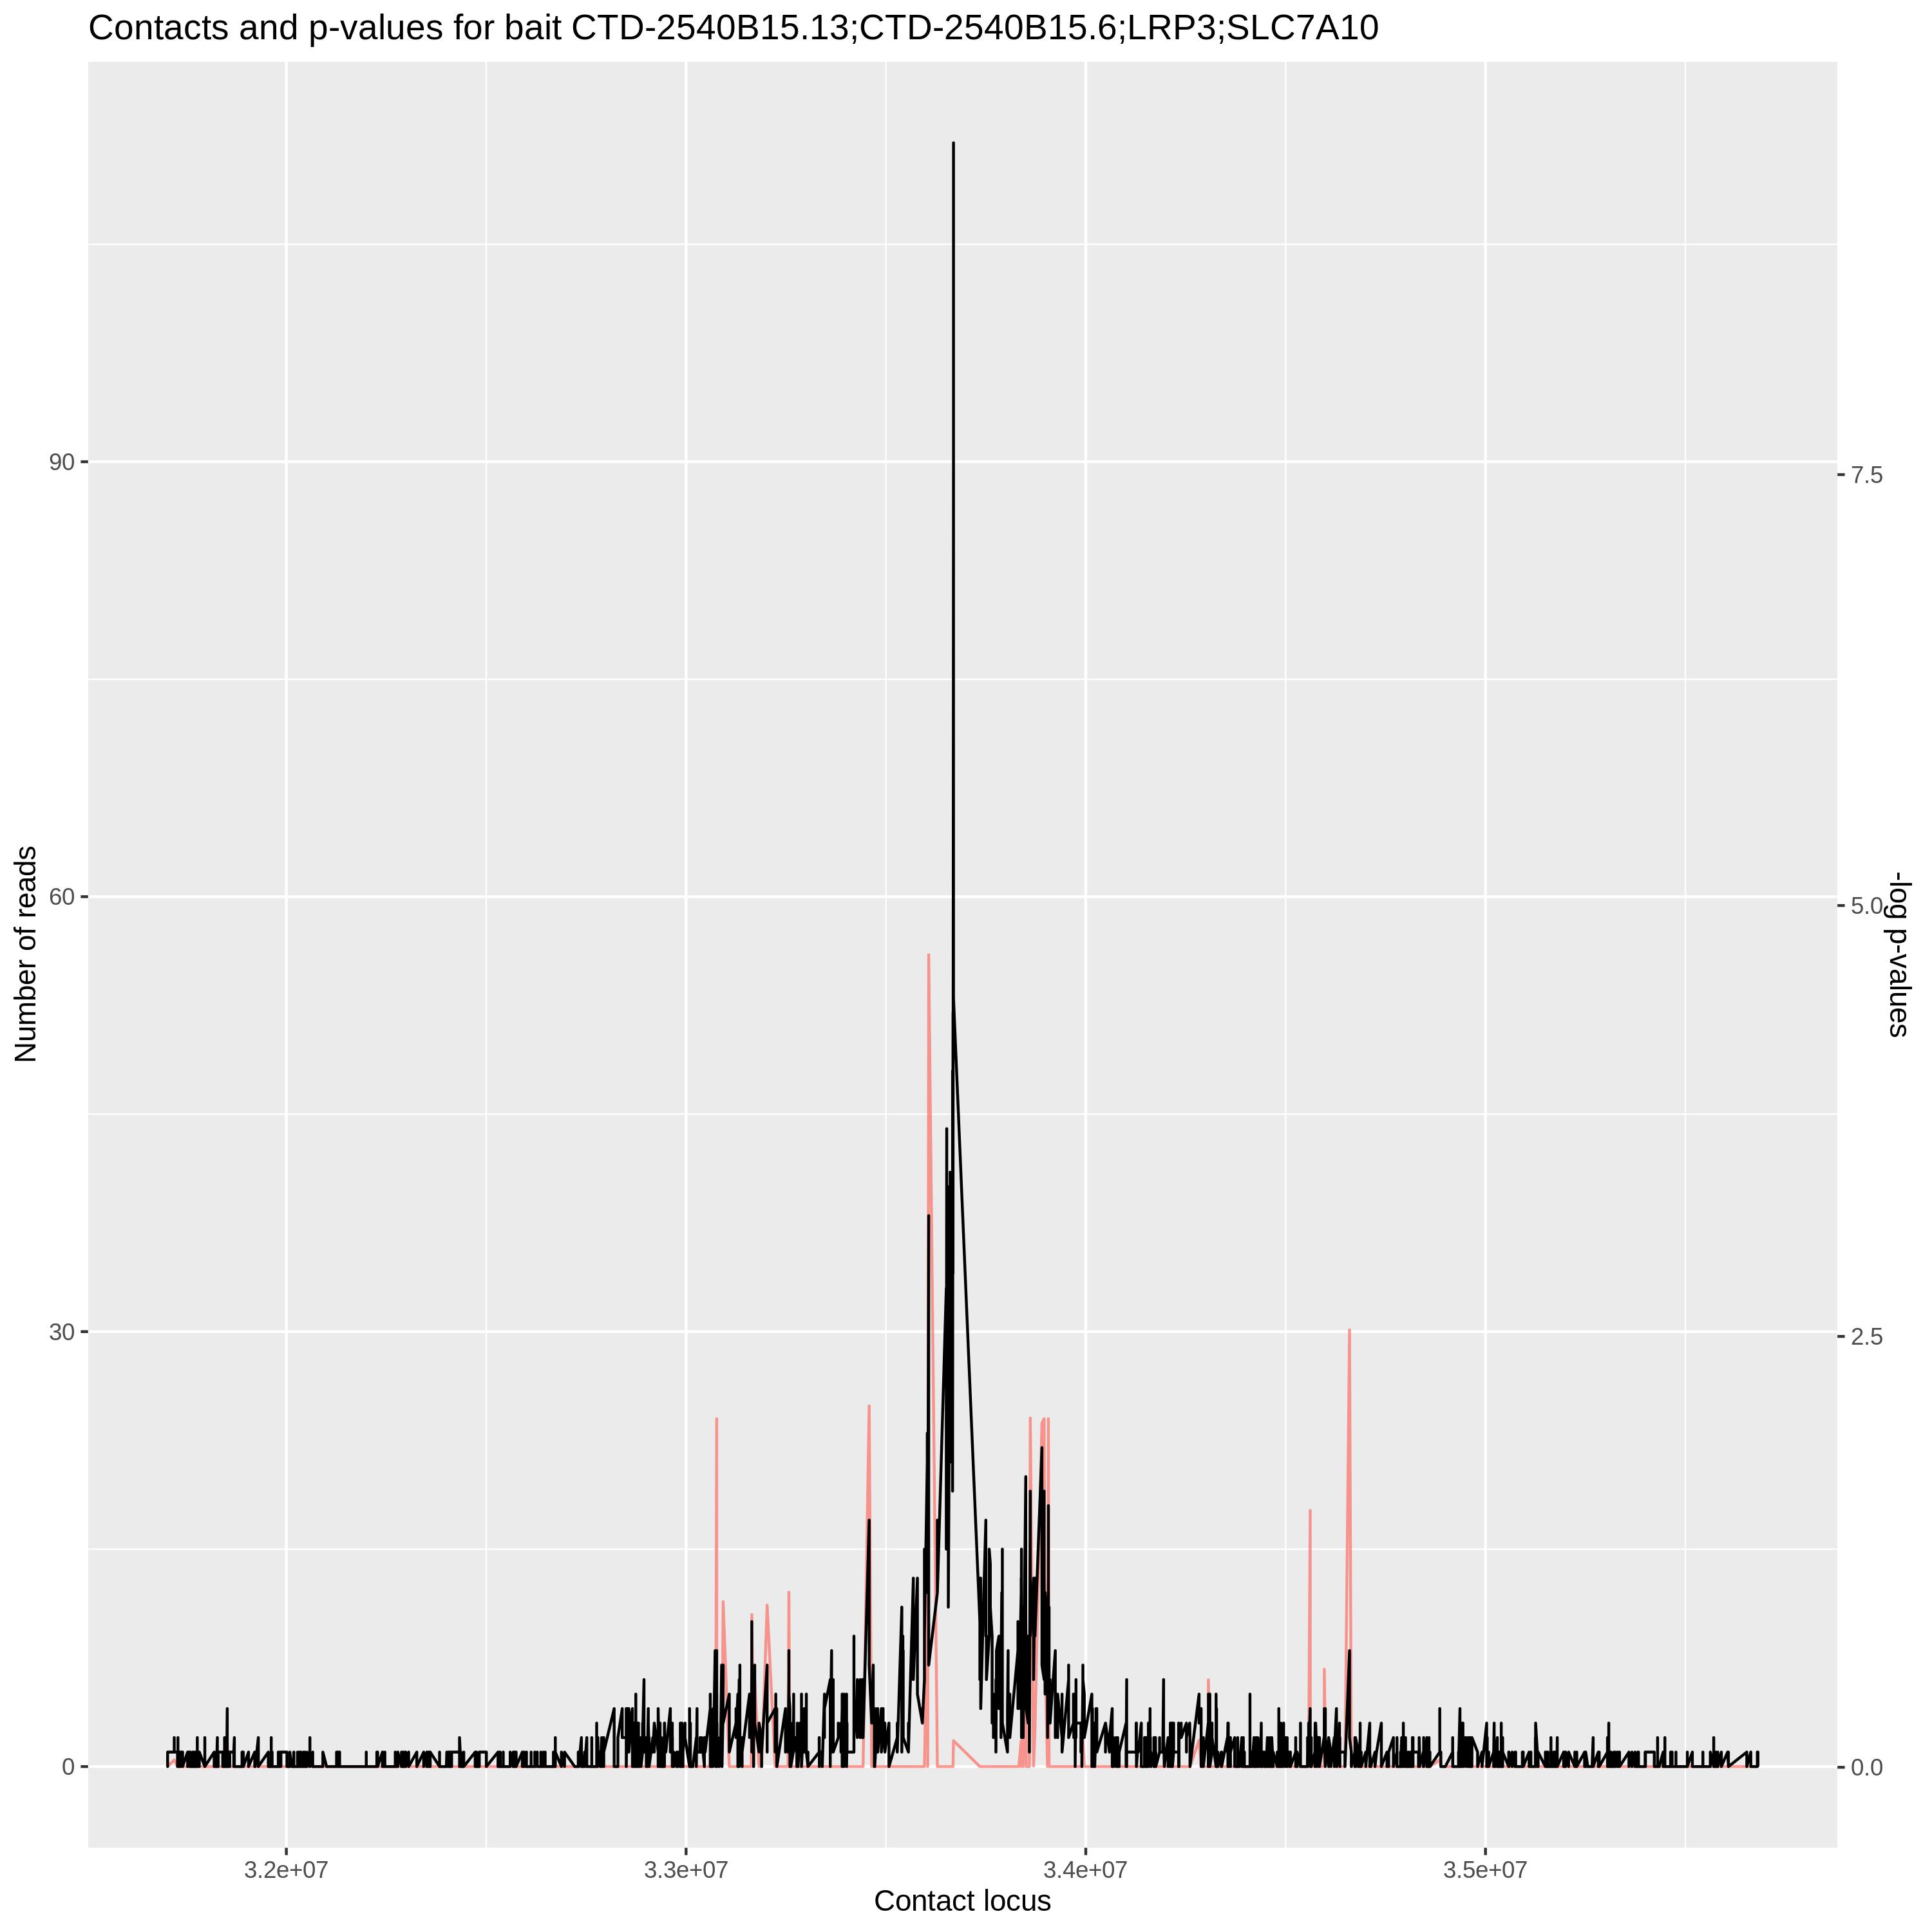 Contacts and p-values for bait CTD-2540B15.13;CTD-2540B15.6;LRP3;SLC7A10
Number of reads
90
60
30
0
7.5
5.0
2.5
0.0
-log p-values
3.2e+07 3.3e+07 3.4e+07 3.5e+07
Contact locus